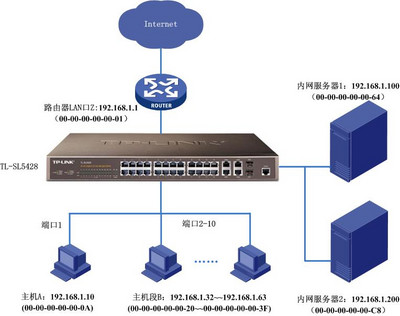 Internet
路由器LAN口Z:192.168.1.1
(00-00-00-00-00-01)
ROUTER
内网服务器1:192.168.1.100
(00-00-00-00-00-64)
TP-LINK
TP-LINK
TL-SL5428
端口1
端口2-10
主机A:192.168.1.10
(00-00-00-00-00-0A)
主机段B:192.168.1.32——192.168.1.63
(00-00-00-00-00-20~00-00-00-00-00-3F)
内网服务器2:192.168.1.200
(00-00-00-00-00-C8)